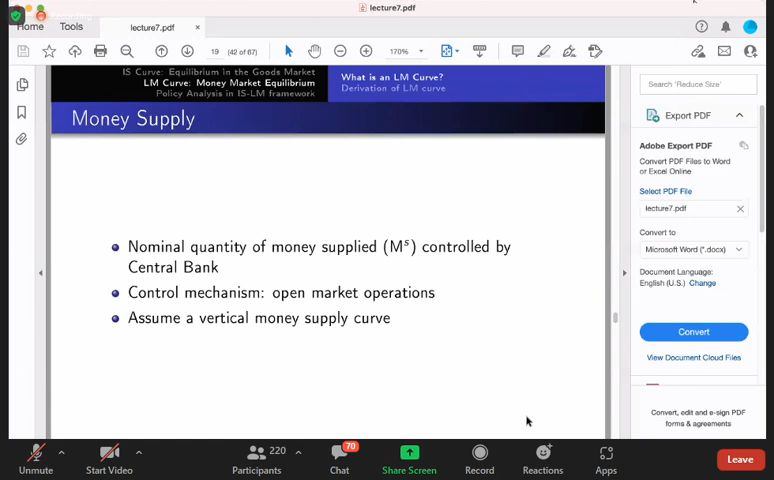 lecture7.pdf
Home Tools lecture7.pdf ×
19 (42 of 67) 170%
IS Curve: Equilibrium in the Goods Market
LM Curve: Money Market Equilibrium
Policy Analysis in IS-LM framework
What is an LM Curve?
Derivation of LM curve
Money Supply
Nominal quantity of money supplied (Mˢ) controlled by
Central Bank
Control mechanism: open market operations
Assume a vertical money supply curve
Search 'Reduce Size'
Export PDF
Adobe Export PDF
Convert PDF Files to Word
or Excel Online
Select PDF File
lecture7.pdf
Convert to
Microsoft Word (*.docx)
Document Language:
English (U.S.) Change
Convert
View Document Cloud Files
Convert, edit and e-sign PDF
forms & agreements
Unmute
Start Video
220
Participants
70
Chat
Share Screen
Record
Reactions
Apps
Leave